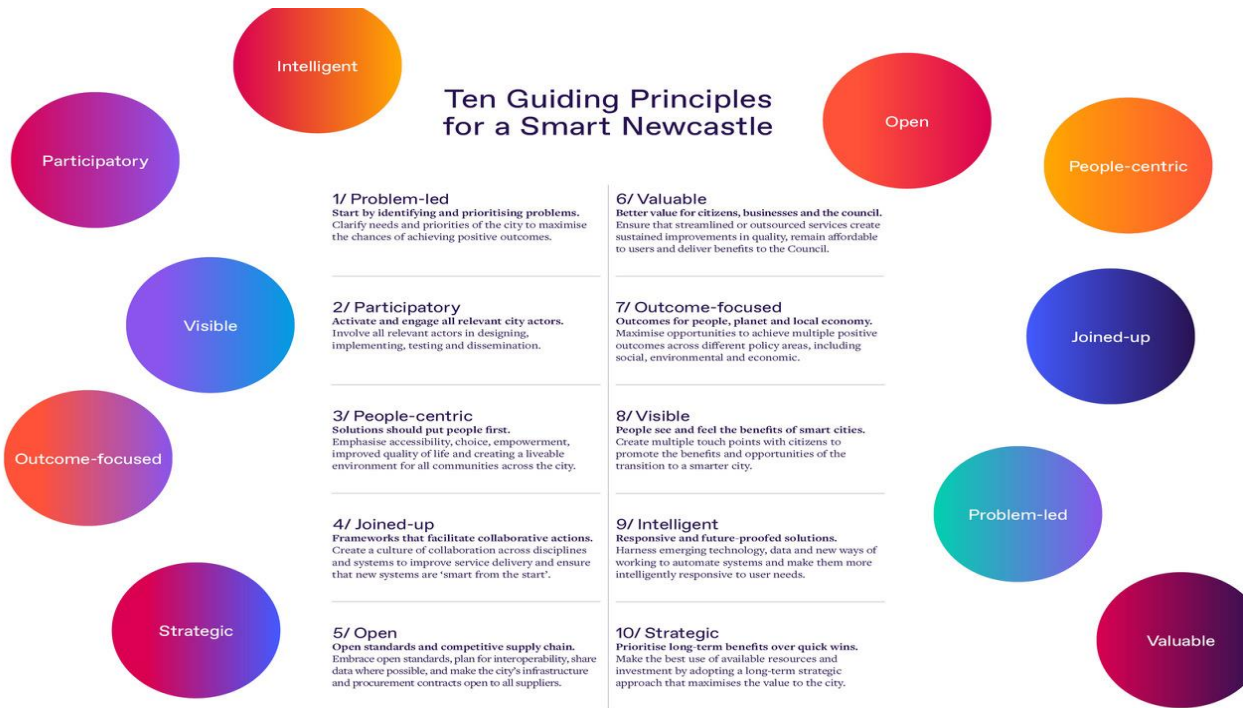 Intelligent
Participatory
Visible
Outcome-focused
Strategic
Ten Guiding Principles
for a Smart Newcastle
1/ Problem-led
Start by identifying and prioritising problems.
Clarify needs and priorities of the city to maximise
the chances of achieving positive outcomes.
2/ Participatory
Activate and engage all relevant city actors.
Involve all relevant actors in designing,
implementing, testing and dissemination.
3/ People-centric
Solutions should put people first.
Emphasise accessibility, choice, empowerment,
improved quality of life and creating a liveable
environment for all communities across the city.
4/ Joined-up
Frameworks that facilitate collaborative actions.
Create a culture of collaboration across disciplines
and systems to improve service delivery and ensure
that new systems are ‘smart from the start’.
5/ Open
Open standards and competitive supply chain.
Embrace open standards, plan for interoperability, share
data where possible, and make the city’s infrastructure
and procurement contracts open to all suppliers.
6/ Valuable
Better value for citizens, businesses and the council.
Ensure that streamlined or outsourced services create
sustained improvements in quality, remain affordable
to users and deliver benefits to the Council.
7/ Outcome-focused
Outcomes for people, planet and local economy.
Maximise opportunities to achieve multiple positive
outcomes across different policy areas, including
social, environmental and economic.
8/ Visible
People see and feel the benefits of smart cities.
Create multiple touch points with citizens to
promote the benefits and opportunities of the
transition to a smarter city.
9/ Intelligent
Responsive and future-proofed solutions.
Harness emerging technology, data and new ways of
working to automate systems and make them more
intelligently responsive to user needs.
10/ Strategic
Prioritise long-term benefits over quick wins.
Make the best use of available resources and
investment by adopting a long-term strategic
approach that maximises the value to the city.
Open
People-centric
Joined-up
Problem-led
Valuable